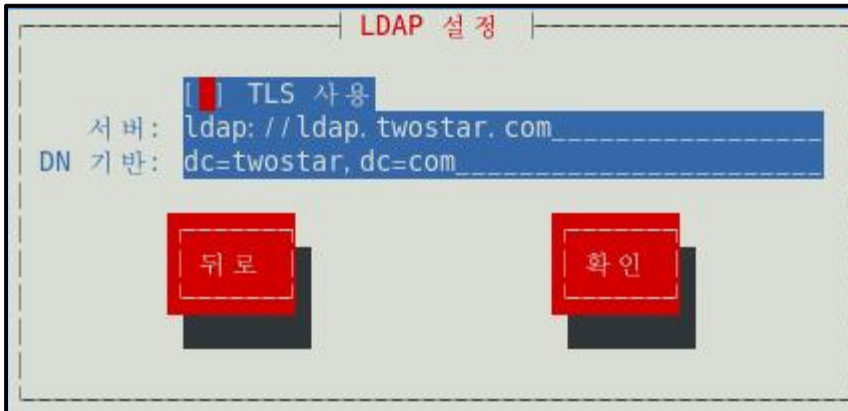 LDAP 설정
[ ] TLS 사용
서버: ldap://ldap.twostar.com
DN 기반: dc=twostar,dc=com
뒤로 확인